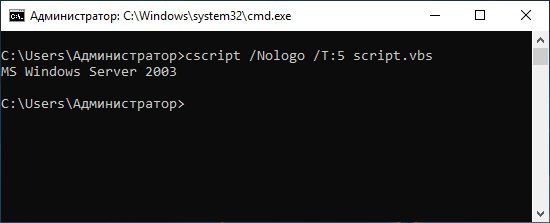 Администратор: C:\Windows\system32\cmd.exe
C:\Users\Администратор>cscript /Nologo /T:5 script.vbs
MS Windows Server 2003
C:\Users\Администратор>